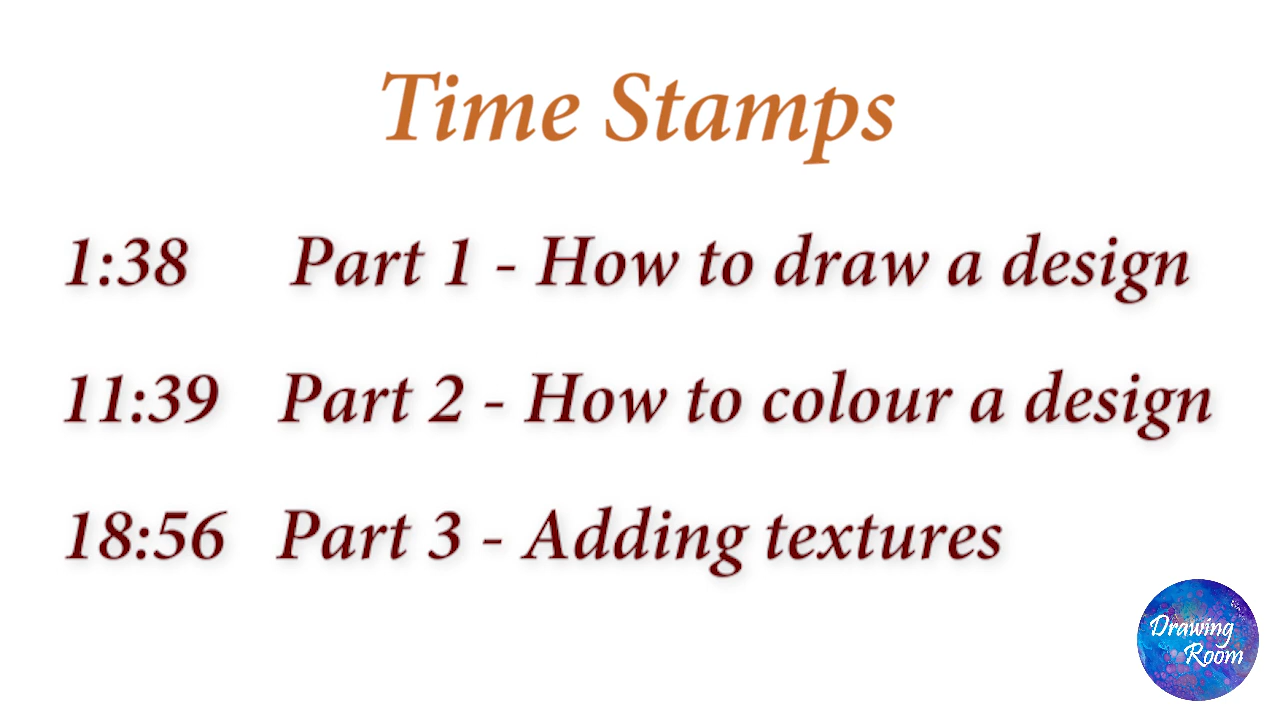 Time Stamps
1:38 Part 1 - How to draw a design
11:39 Part 2 - How to colour a design
18:56 Part 3 - Adding textures
Drawing
Room